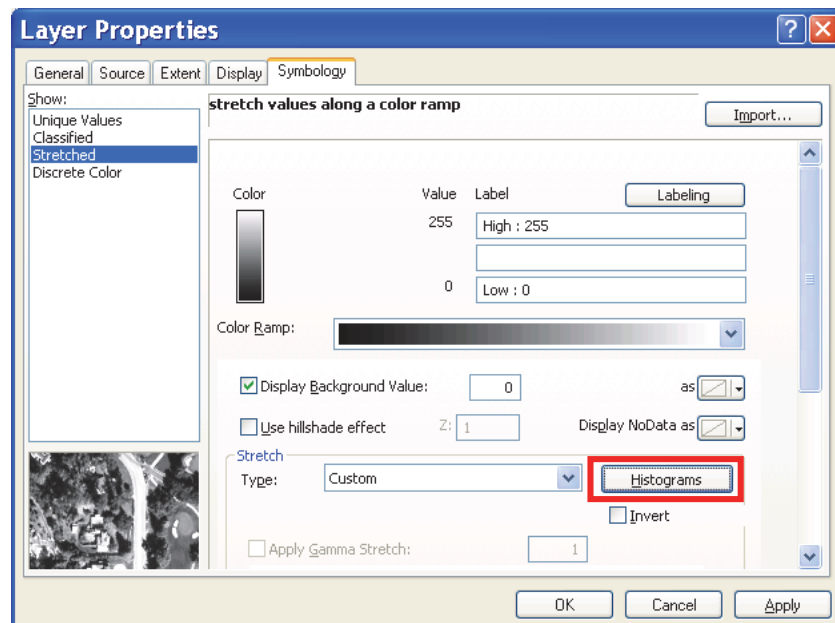 Layer Properties
General Source Extent Display Symbology
Show:
Unique Values
Classified
Stretched
Discrete Color
stretch values along a color ramp
Import...
Color Value Label Labeling
255 High : 255
0 Low : 0
Color Ramp:
Display Background Value: 0 as
Use hillshade effect Z: 1 Display NoData as
Stretch
Type: Custom Histograms
Invert
Apply Gamma Stretch: 1
OK Cancel Apply